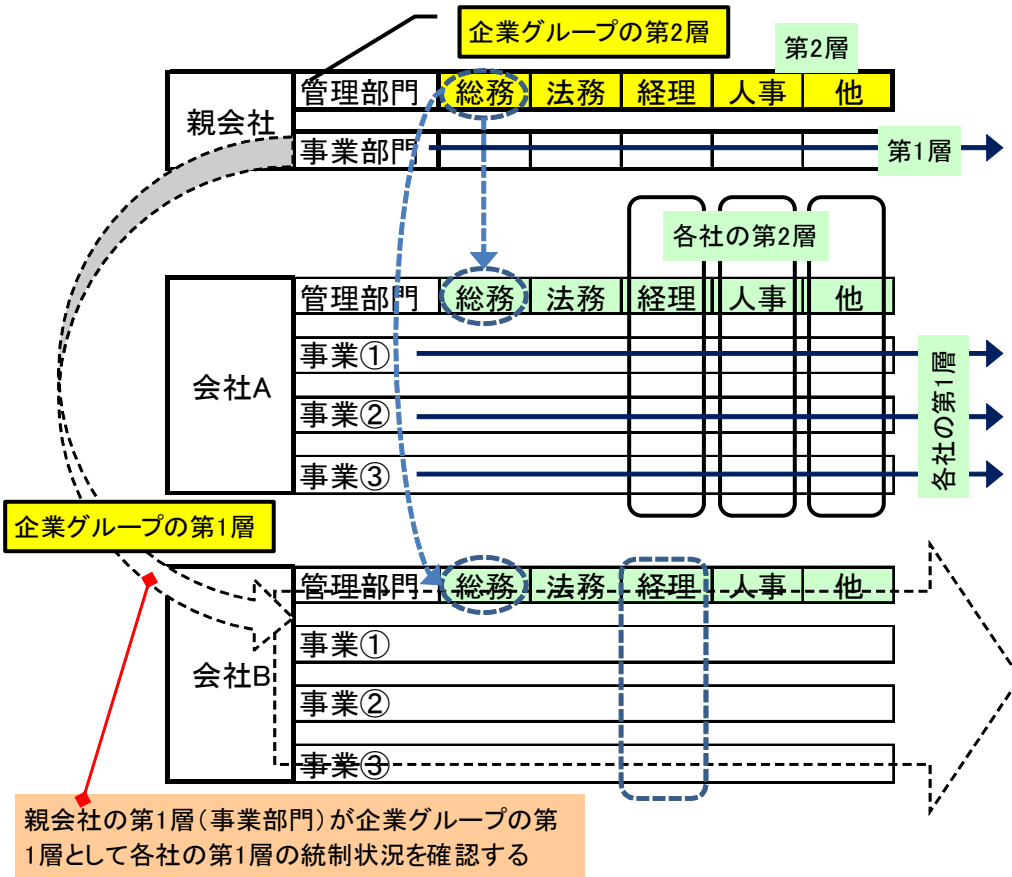 企業グループの第2層
第2層
親会社
管理部門 総務 法務 経理 人事 他
事業部門
第1層
各社の第2層
会社A
管理部門 総務 法務 経理 人事 他
事業①
事業②
事業③
各社の第1層
企業グループの第1層
会社B
管理部門 総務 法務 経理 人事 他
事業①
事業②
事業③
親会社の第1層(事業部門)が企業グループの第
1層として各社の第1層の統制状況を確認する